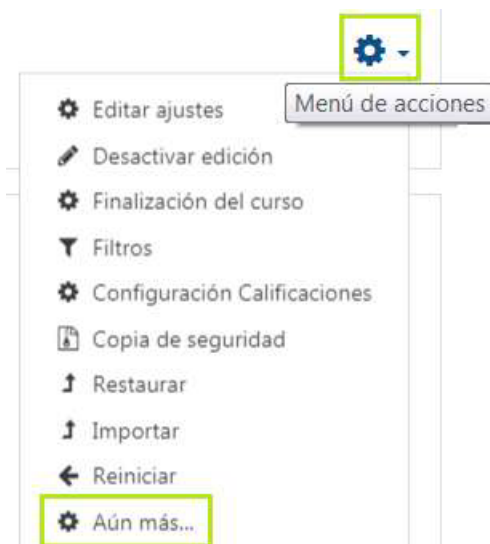 Menú de acciones
Editar ajustes
Desactivar edición
Finalización del curso
Filtros
Configuración Calificaciones
Copia de seguridad
Restaurar
Importar
Reiniciar
Aún más...